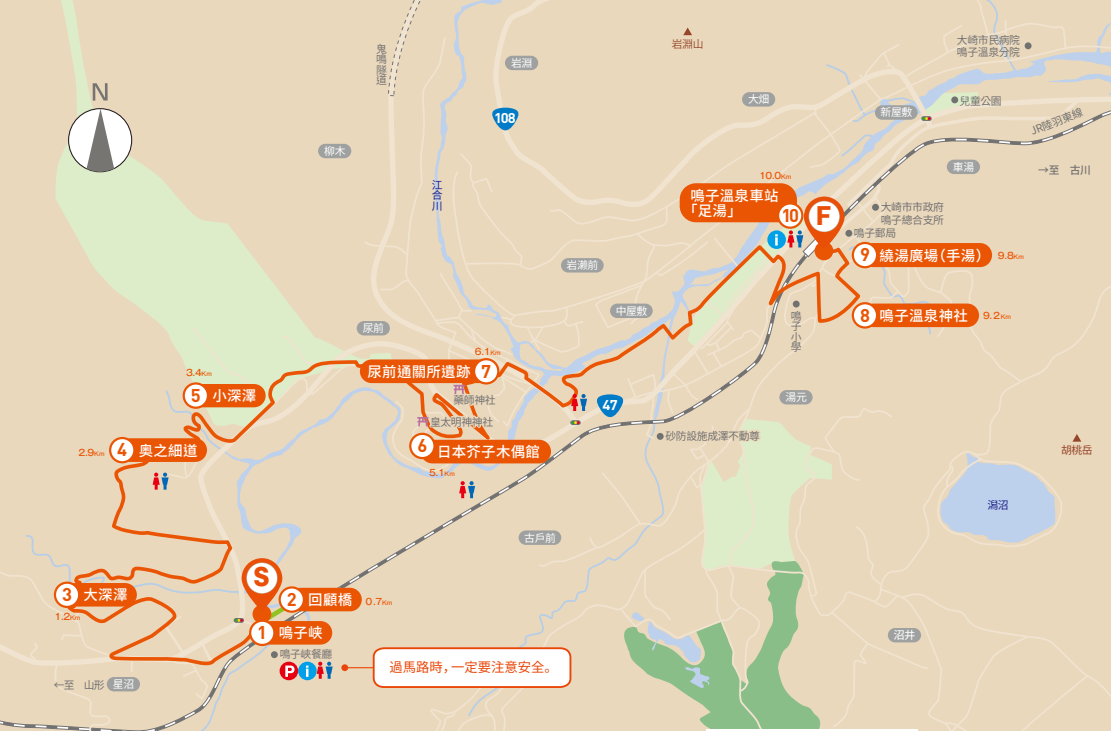 岩淵山
大崎市民病院
鳴子溫泉分院
鬼鳴隧道
岩淵
大畑
兒童公園
新屋敷
108
JR陸羽東線
N
柳木
車湯
→至 古川
10.0Km
江合川
鳴子溫泉車站
「足湯」
10
F
大崎市市政府
鳴子總合支所
鳴子郵局
i
9 繞湯廣場（手湯） 9.8Km
岩瀨前
中屋敷
8 鳴子溫泉神社 9.2Km
鳴子小學
尿前
6.1Km
尿前通關所遺跡 7
3.4Km
5 小深澤
藥師神社
47
湯元
皇太明神神社
砂防設施成澤不動尊
2.9Km
4 奥之細道
6 日本芥子木偶館
5.1Km
胡桃岳
潟沼
古戶前
S
3 大深澤
1.2Km
2 回顧橋 0.7Km
1 鳴子峽
沼井
鳴子峽餐廳
P i
過馬路時，一定要注意安全。
←至 山形
星沼